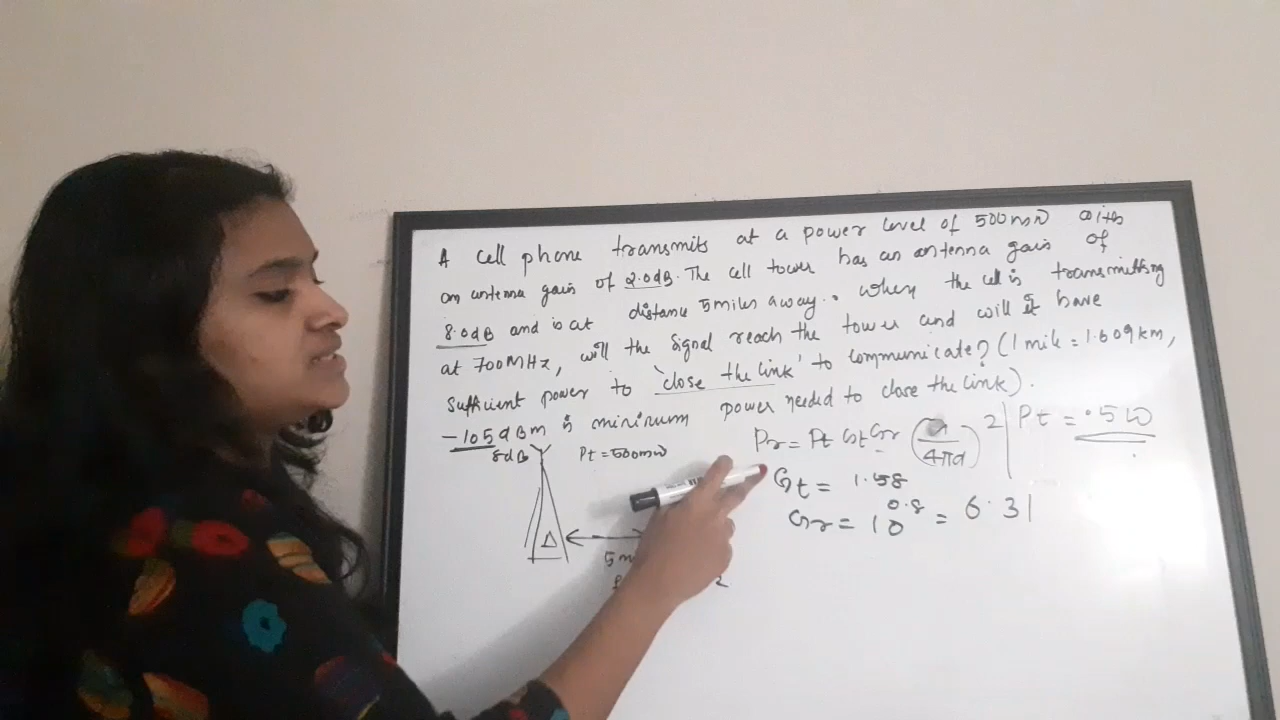 A cell phone transmits at a power level of 500mW with
an antenna gain of 2.0dB. The cell tower has an antenna gain of
8.0dB and is at distance 5miles away. When the cell is transmitting
at 700MHz, will the signal reach the tower and will it have
sufficient power to 'close the link' to communicate? (1 mile = 1.609km,
-105dBm is minimum power needed to close the link).
Pr = Pt Gt Gr (λ/4πd)² | Pt = .5W
8dB Pt = 500mW
Gt = 1.58
Gr = 10^0.8 = 6.31
Δ
5